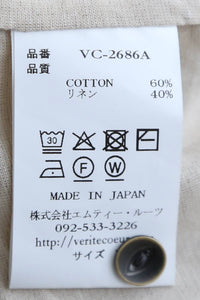 品番 VC-2686A
品質
COTTON 60%
リネン 40%
30
F W
MADE IN JAPAN
株式会社エムティー・ルーツ
092-533-3226
http://veritecoeur
サイズ